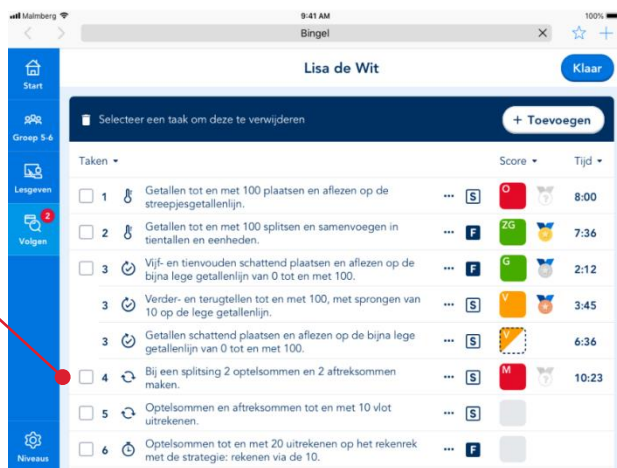 Malmberg
9:41 AM
100%
Bingel
Start
Groep 5-6
Lesgeven
2
Volgen
Niveaus
Lisa de Wit
Klaar
Selecteer een taak om deze te verwijderen
+ Toevoegen
Taken
Score
Tijd
1
Getallen tot en met 100 plaatsen en aflezen op de
streepjesgetallenlijn.
S
O
?
8:00
2
Getallen tot en met 100 splitsen en samenvoegen in
tientallen en eenheden.
F
ZG
7:36
3
Vijf- en tienvouden schattend plaatsen en aflezen op de
bijna lege getallenlijn van 0 tot en met 100.
F
G
2:12
3
Verder- en terugtellen tot en met 100, met sprongen van
10 op de lege getallenlijn.
S
V
3:45
3
Getallen schattend plaatsen en aflezen op de bijna lege
getallenlijn van 0 tot en met 100.
S
V
6:36
4
Bij een splitsing 2 optelsommen en 2 aftreksommen
maken.
S
M
?
10:23
5
Optelsommen en aftreksommen tot en met 10 vlot
uitrekenen.
S
6
Optelsommen tot en met 20 uitrekenen op het rekenrek
met de strategie: rekenen via de 10.
F